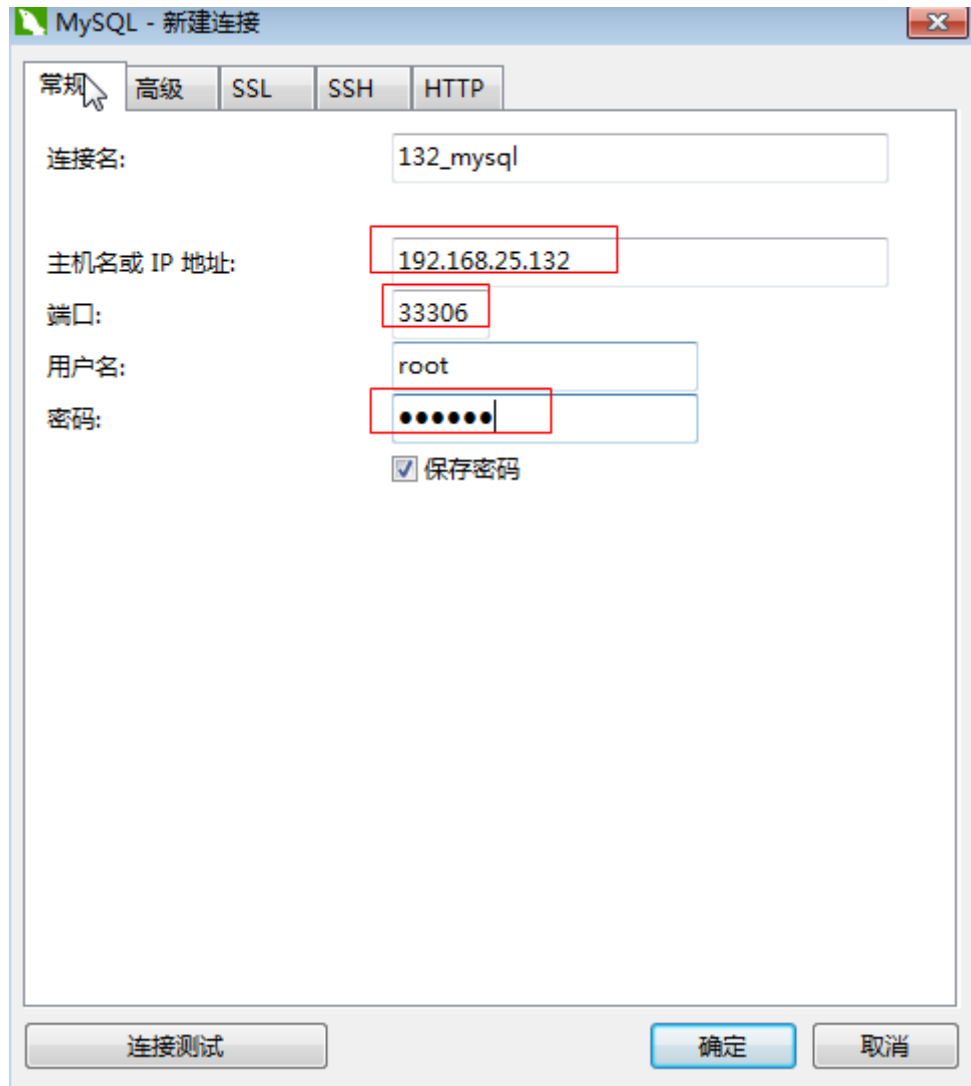 MySQL - 新建连接
常规 高级 SSL SSH HTTP
连接名: 132_mysql
主机名或 IP 地址: 192.168.25.132
端口: 33306
用户名: root
密码: ●●●●●●
保存密码
连接测试 确定 取消